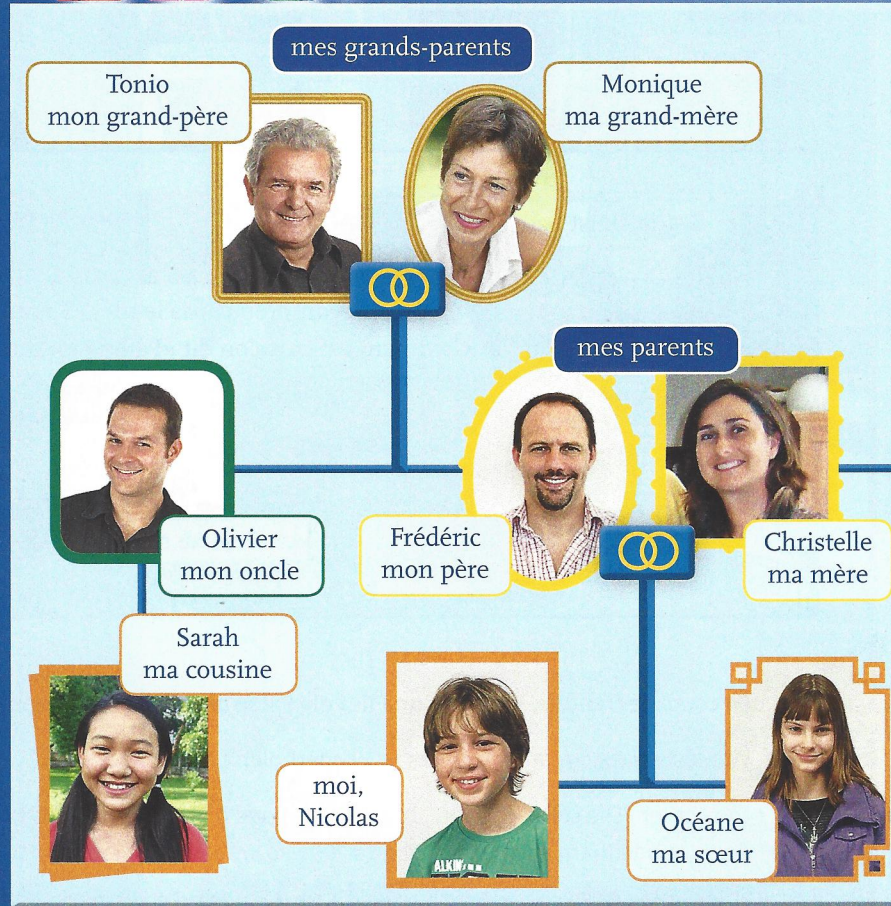 mes grands-parents
Tonio
mon grand-père
Monique
ma grand-mère
mes parents
Olivier
mon oncle
Frédéric
mon père
Christelle
ma mère
Sarah
ma cousine
moi,
Nicolas
Océane
ma sœur
ALKIN